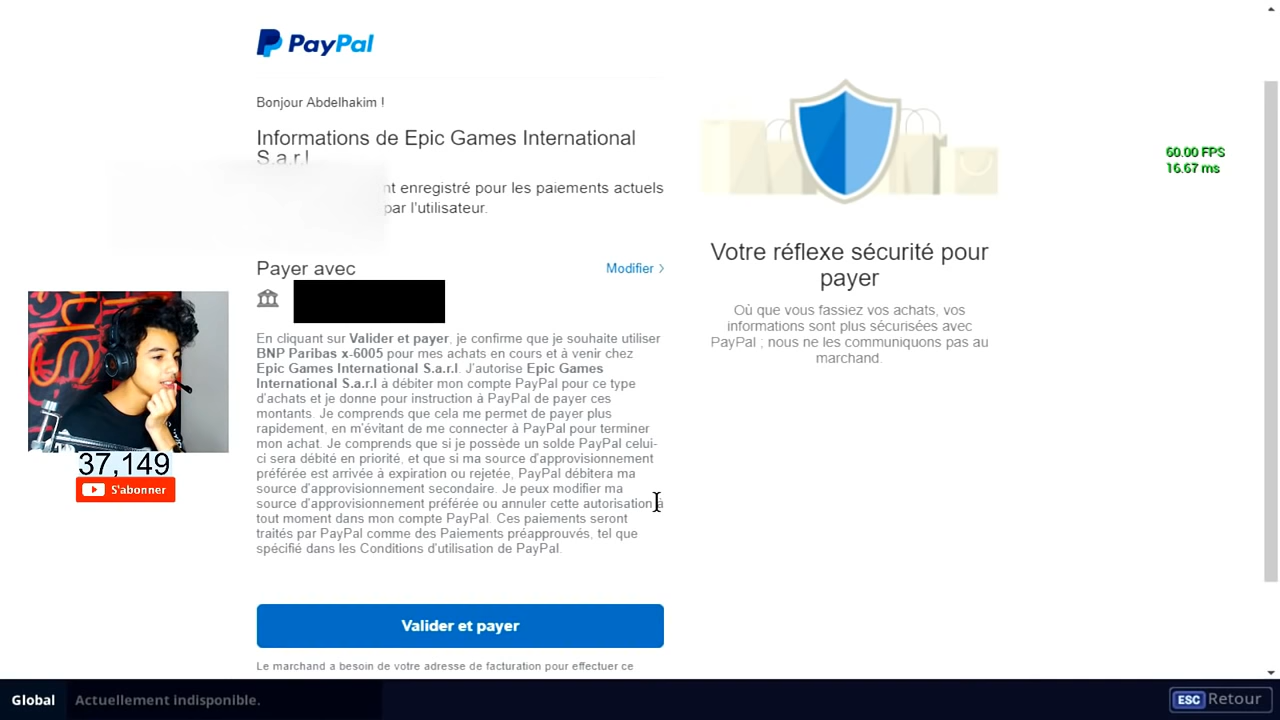 PayPal
Bonjour Abdelhakim !
Informations de Epic Games International
S.a.r.l
enregistré pour les paiements actuels
par l'utilisateur.
Payer avec
Modifier
En cliquant sur Valider et payer, je confirme que je souhaite utiliser
BNP Paribas x-6005 pour mes achats en cours et à venir chez
Epic Games International S.a.r.l. J'autorise Epic Games
International S.a.r.l à débiter mon compte PayPal pour ce type
d'achats et je donne pour instruction à PayPal de payer ces
montants. Je comprends que cela me permet de payer plus
rapidement, en m'évitant de me connecter à PayPal pour terminer
mon achat. Je comprends que si je possède un solde PayPal celui-
ci sera débité en priorité, et que si ma source d'approvisionnement
préférée est arrivée à expiration ou rejetée, PayPal débitera ma
source d'approvisionnement secondaire. Je peux modifier ma
source d'approvisionnement préférée ou annuler cette autorisation à
tout moment dans mon compte PayPal. Ces paiements seront
traités par PayPal comme des Paiements préapprouvés, tel que
spécifié dans les Conditions d'utilisation de PayPal.
Valider et payer
Le marchand a besoin de votre adresse de facturation pour effectuer ce
Votre réflexe sécurité pour
payer
Où que vous fassiez vos achats, vos
informations sont plus sécurisées avec
PayPal ; nous ne les communiquons pas au
marchand.
60.00 FPS
16.67 ms
37,149
S'abonner
Global
Actuellement indisponible.
ESC Retour